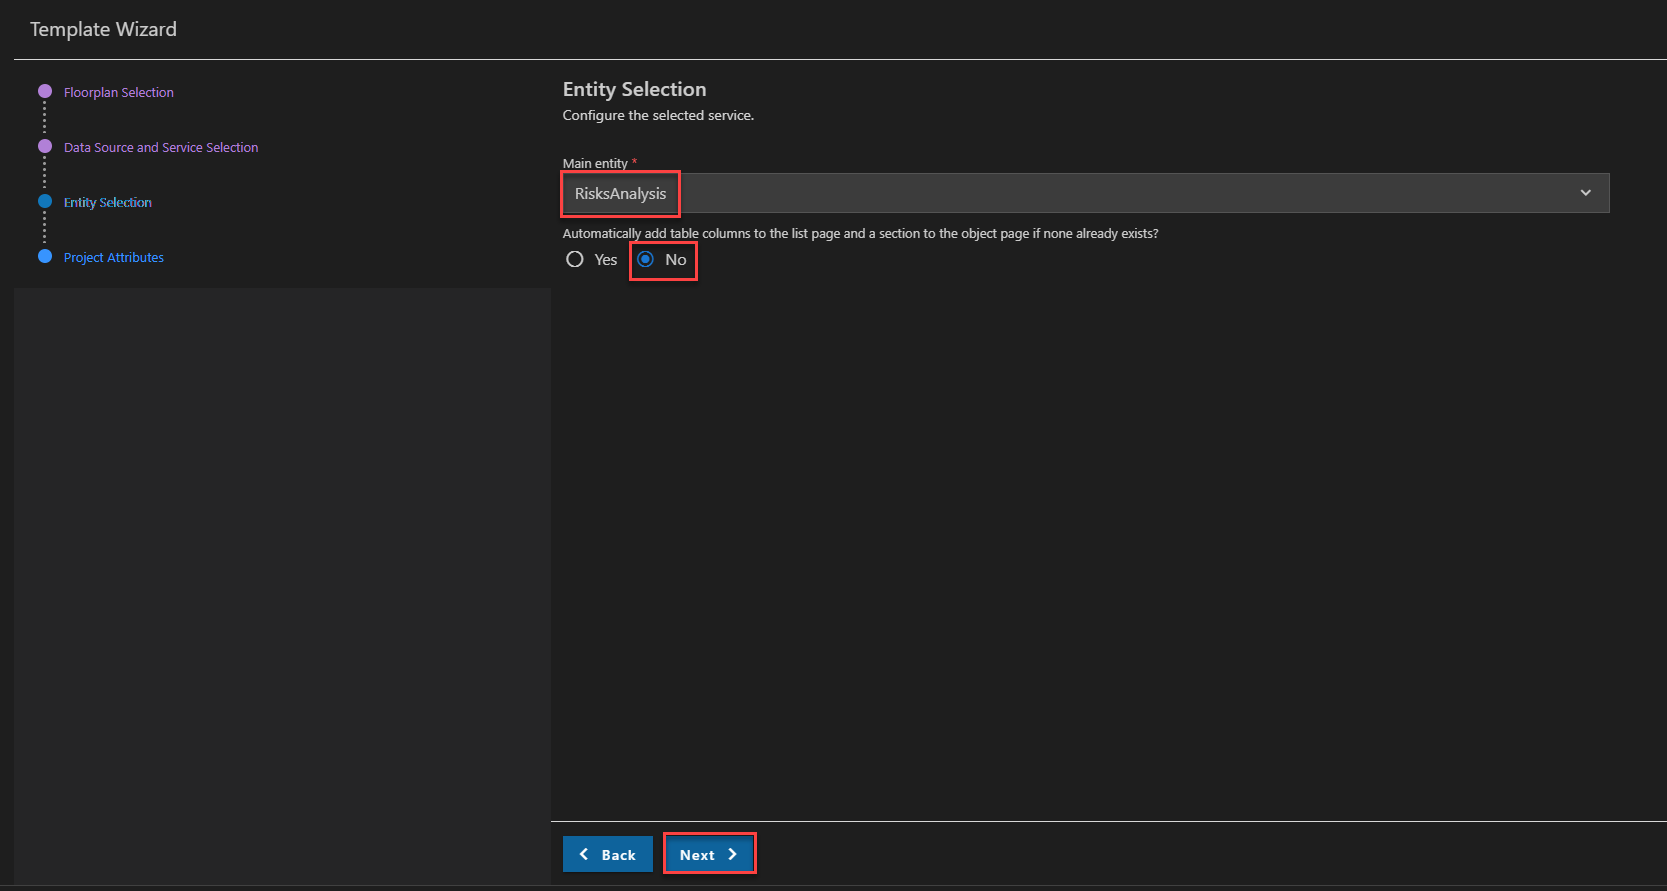 Template Wizard
Floorplan Selection
Data Source and Service Selection
Entity Selection
Project Attributes
Entity Selection
Configure the selected service.
Main entity *
RisksAnalysis
Automatically add table columns to the list page and a section to the object page if none already exists?
Yes No
Back Next